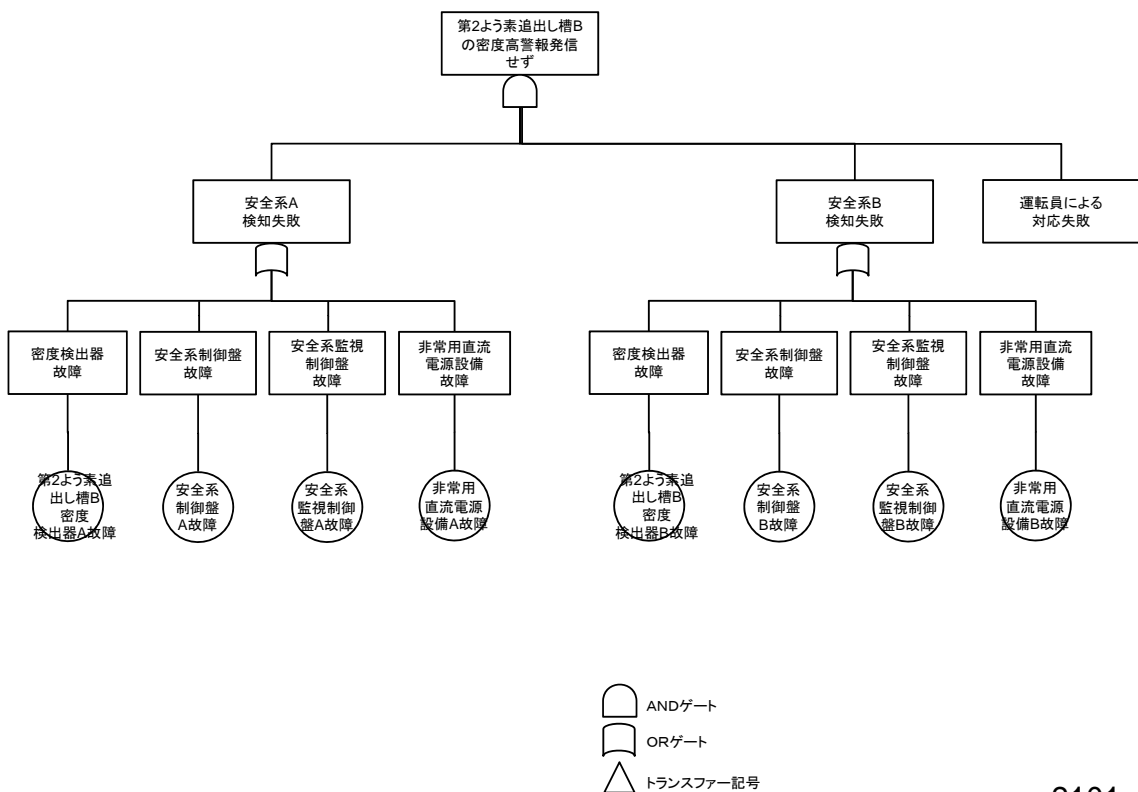 第2よう素追出し槽B
の密度高警報発信
せず
安全系A
検知失敗
安全系B
検知失敗
運転員による
対応失敗
密度検出器
故障
安全系制御盤
故障
安全系監視
制御盤
故障
非常用直流
電源設備
故障
密度検出器
故障
安全系制御盤
故障
安全系監視
制御盤
故障
非常用直流
電源設備
故障
第2よう素追
出し槽B
密度
検出器A故障
安全系
制御盤
A故障
安全系
監視制御
盤A故障
非常用
直流電源
設備A故障
第2よう素追
出し槽B
密度
検出器B故障
安全系
制御盤
B故障
安全系
監視制御
盤B故障
非常用
直流電源
設備B故障
ANDゲート
ORゲート
トランスファー記号